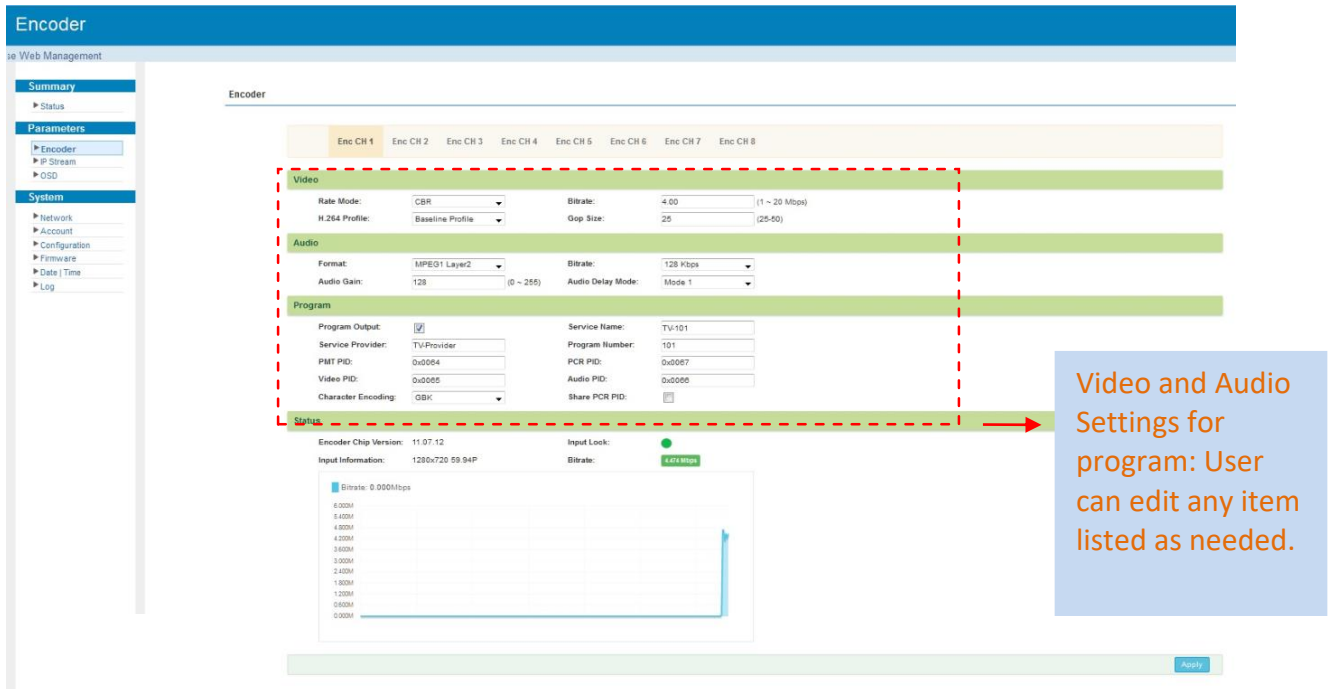 Encoder
se Web Management
Summary
Status
Parameters
Encoder
IP Stream
OSD
System
Network
Account
Configuration
Firmware
Date | Time
Log
Encoder
Enc CH 1 Enc CH 2 Enc CH 3 Enc CH 4 Enc CH 5 Enc CH 6 Enc CH 7 Enc CH 8
Video
Rate Mode: CBR Bitrate: 4.00 (1 ~ 20 Mbps)
H.264 Profile: Baseline Profile Gop Size: 25 (25-60)
Audio
Format: MPEG1 Layer2 Bitrate: 128 Kbps
Audio Gain: 128 (0 ~ 255) Audio Delay Mode: Mode 1
Program
Program Output: Service Name: TV-101
Service Provider: TV-Provider Program Number: 101
PMT PID: 0x0064 PCR PID: 0x0067
Video PID: 0x0065 Audio PID: 0x0066
Character Encoding: GBK Share PCR PID:
Status
Encoder Chip Version: 11.07.12 Input Lock:
Input Information: 1280x720 59.94P Bitrate: 4.474 Mbps
Bitrate: 0.000Mbps
6.000M
5.400M
4.800M
4.200M
3.600M
3.000M
2.400M
1.800M
1.200M
0.600M
0.000M
Apply
Video and Audio
Settings for
program: User
can edit any item
listed as needed.